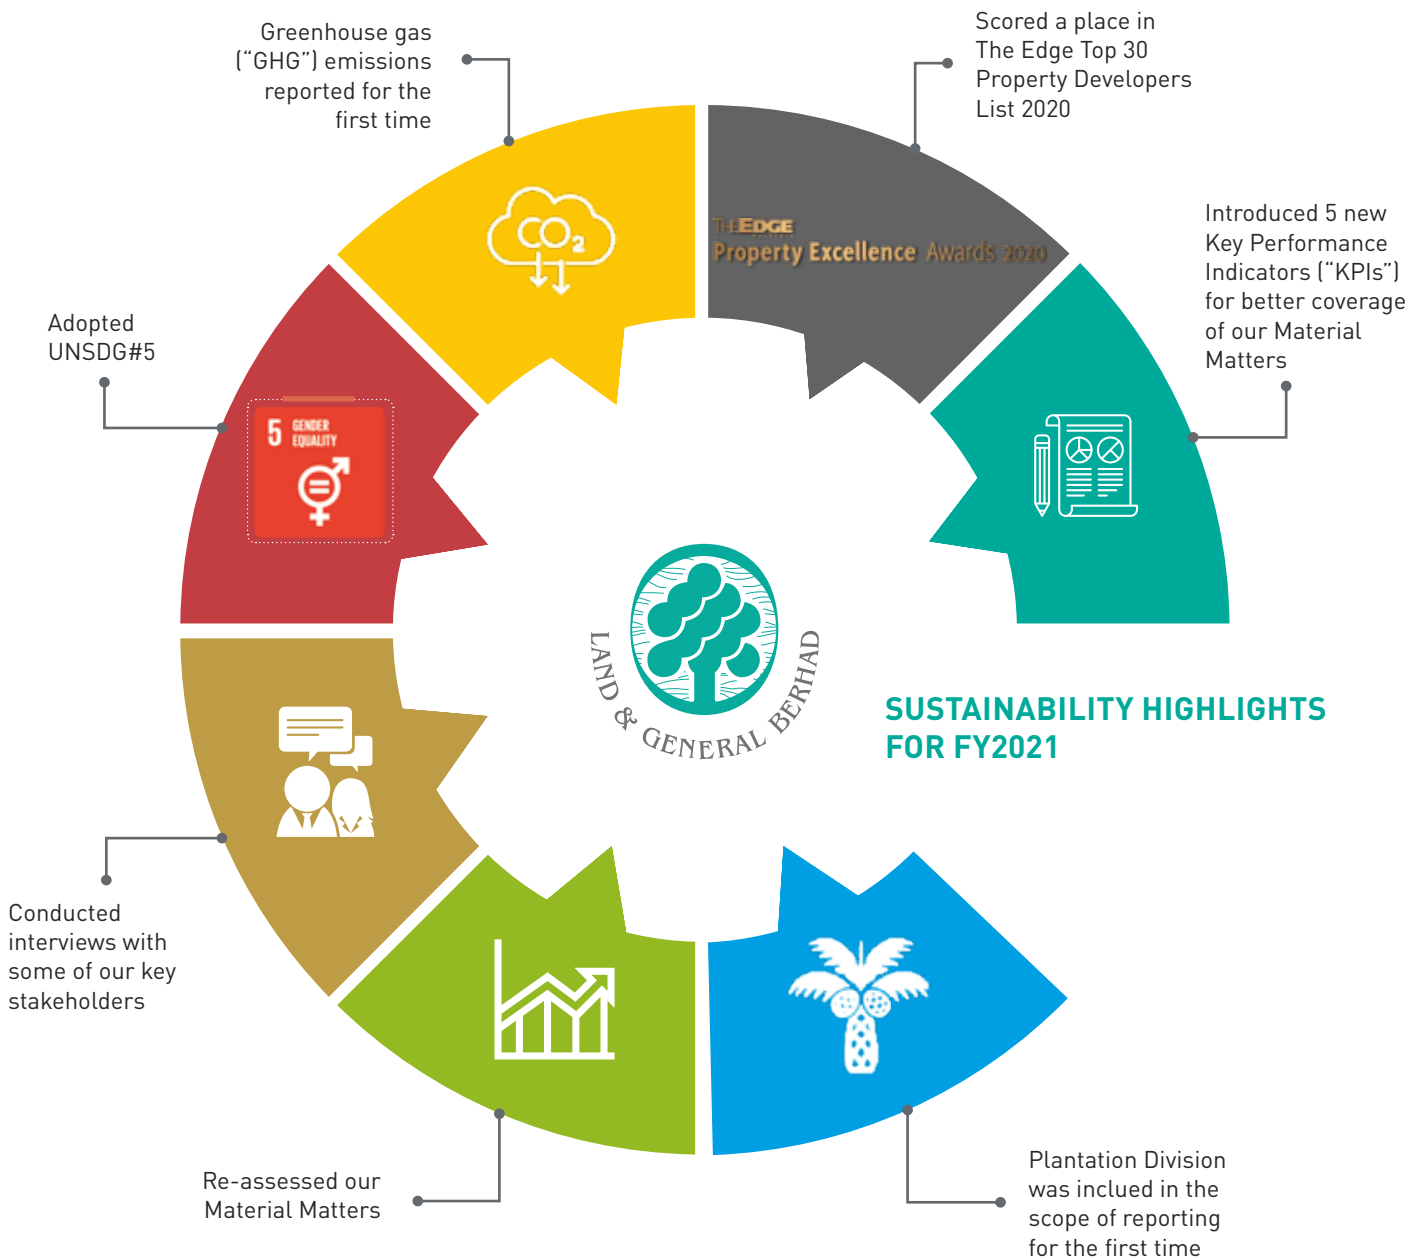 Greenhouse gas
(“GHG”) emissions
reported for the
first time
Scored a place in
The Edge Top 30
Property Developers
List 2020
CO2
THEEDGE
Property Excellence Awards 2020
Introduced 5 new
Key Performance
Indicators (“KPIs”)
for better coverage
of our Material
Matters
Adopted
UNSDG#5
5 GENDER
EQUALITY
LAND & GENERAL BERHAD
SUSTAINABILITY HIGHLIGHTS
FOR FY2021
Conducted
interviews with
some of our key
stakeholders
Re-assessed our
Material Matters
Plantation Division
was inclued in the
scope of reporting
for the first time